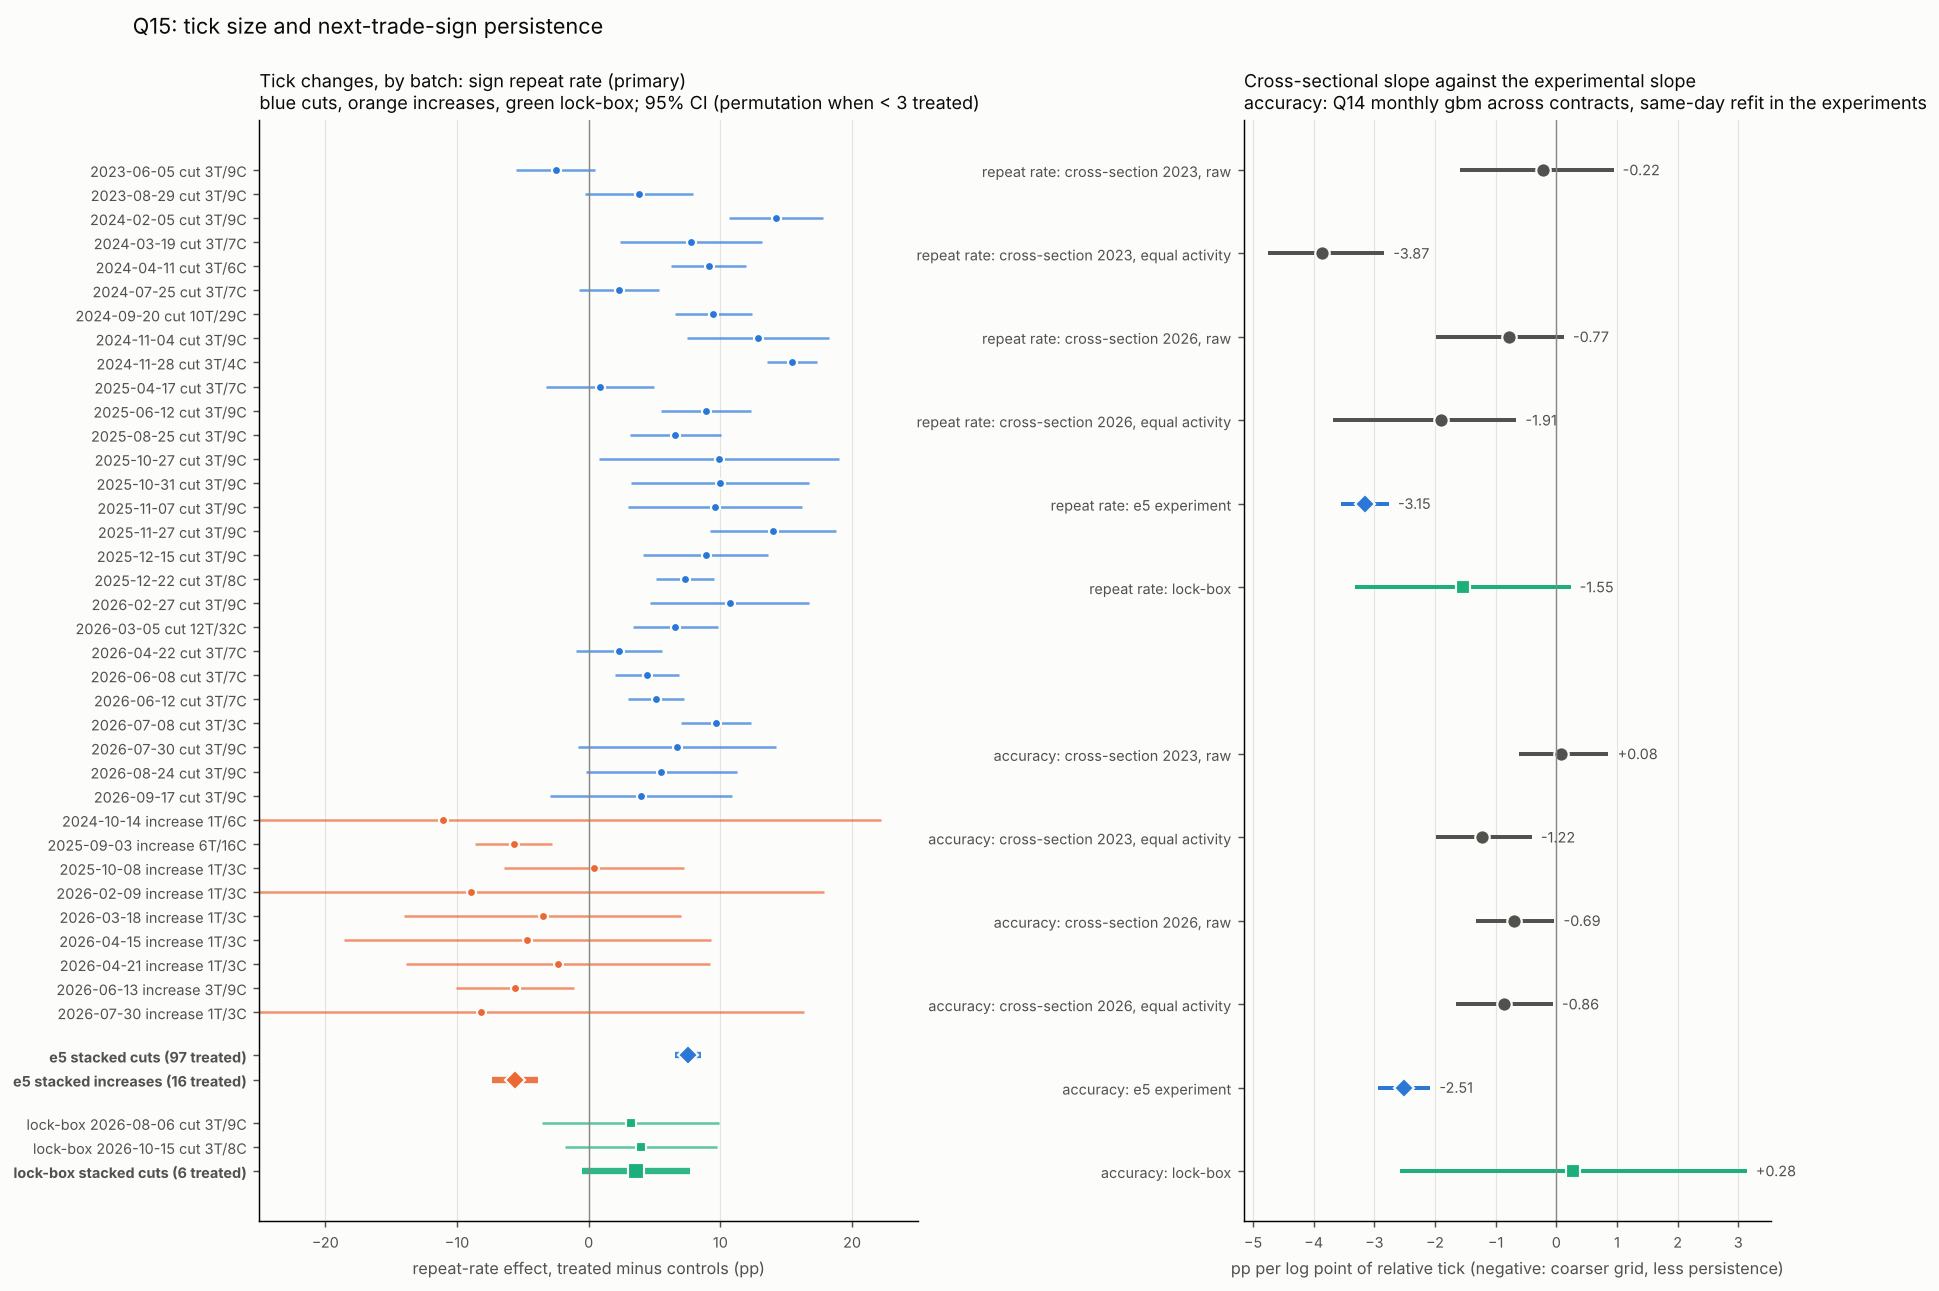 Q15: tick size and next-trade-sign persistence
Tick changes, by batch: sign repeat rate (primary)
blue cuts, orange increases, green lock-box; 95% CI (permutation when < 3 treated)
2023-06-05 cut 3T/9C
2023-08-29 cut 3T/9C
2024-02-05 cut 3T/9C
2024-03-19 cut 3T/7C
2024-04-11 cut 3T/6C
2024-07-25 cut 3T/7C
2024-09-20 cut 10T/29C
2024-11-04 cut 3T/9C
2024-11-28 cut 3T/4C
2025-04-17 cut 3T/7C
2025-06-12 cut 3T/9C
2025-08-25 cut 3T/9C
2025-10-27 cut 3T/9C
2025-10-31 cut 3T/9C
2025-11-07 cut 3T/9C
2025-11-27 cut 3T/9C
2025-12-15 cut 3T/9C
2025-12-22 cut 3T/8C
2026-02-27 cut 3T/9C
2026-03-05 cut 12T/32C
2026-04-22 cut 3T/7C
2026-06-08 cut 3T/7C
2026-06-12 cut 3T/7C
2026-07-08 cut 3T/3C
2026-07-30 cut 3T/9C
2026-08-24 cut 3T/9C
2026-09-17 cut 3T/9C
2024-10-14 increase 1T/6C
2025-09-03 increase 6T/16C
2025-10-08 increase 1T/3C
2026-02-09 increase 1T/3C
2026-03-18 increase 1T/3C
2026-04-15 increase 1T/3C
2026-04-21 increase 1T/3C
2026-06-13 increase 3T/9C
2026-07-30 increase 1T/3C
e5 stacked cuts (97 treated)
e5 stacked increases (16 treated)
lock-box 2026-08-06 cut 3T/9C
lock-box 2026-10-15 cut 3T/8C
lock-box stacked cuts (6 treated)
−20 −10 0 10 20
repeat-rate effect, treated minus controls (pp)
Cross-sectional slope against the experimental slope
accuracy: Q14 monthly gbm across contracts, same-day refit in the experiments
repeat rate: cross-section 2023, raw -0.22
repeat rate: cross-section 2023, equal activity -3.87
repeat rate: cross-section 2026, raw -0.77
repeat rate: cross-section 2026, equal activity -1.91
repeat rate: e5 experiment -3.15
repeat rate: lock-box -1.55
accuracy: cross-section 2023, raw +0.08
accuracy: cross-section 2023, equal activity -1.22
accuracy: cross-section 2026, raw -0.69
accuracy: cross-section 2026, equal activity -0.86
accuracy: e5 experiment -2.51
accuracy: lock-box +0.28
−5 −4 −3 −2 −1 0 1 2 3
pp per log point of relative tick (negative: coarser grid, less persistence)